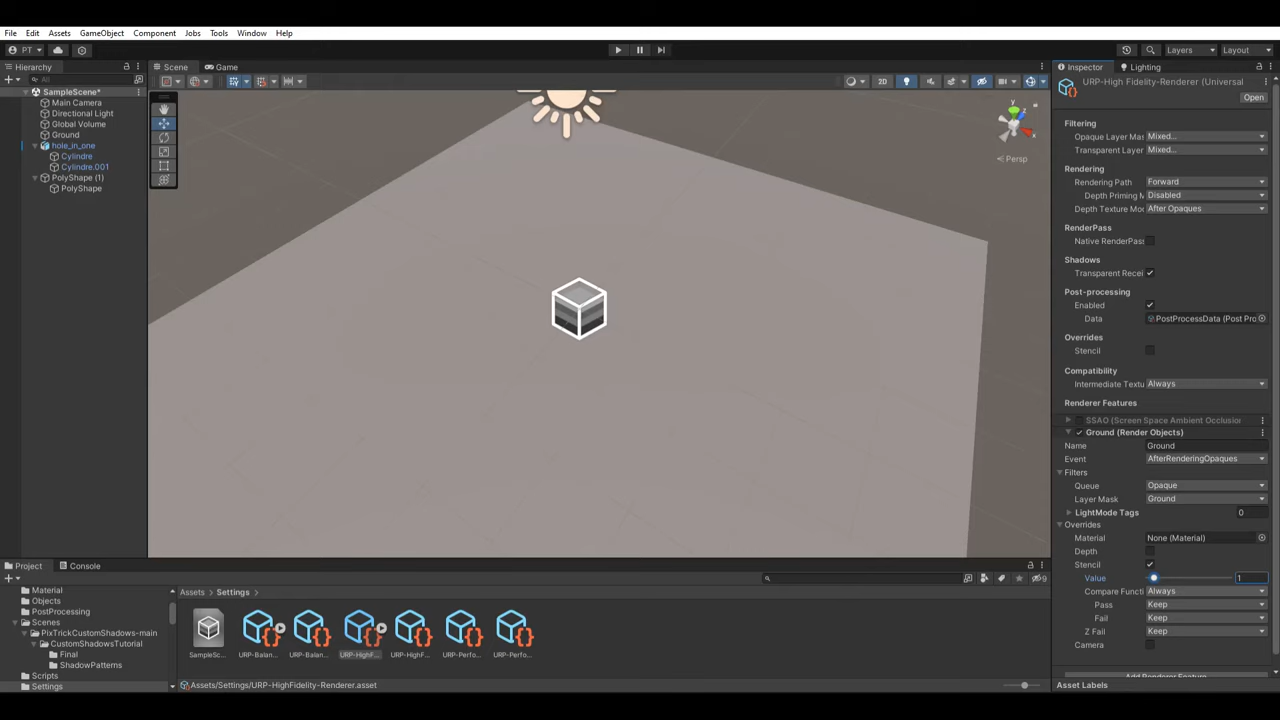 File Edit Assets GameObject Component Jobs Tools Window Help
PT Layers Layout
Hierarchy Scene Game Inspector Lighting
All 2D
SampleScene*
Main Camera
Directional Light
Global Volume
Ground
hole_in_one
Cylindre
Cylindre.001
PolyShape (1)
PolyShape
y
x
Persp
URP-High Fidelity-Renderer (Universal
Open
Filtering
Opaque Layer Mas Mixed...
Transparent Layer Mixed...
Rendering
Rendering Path Forward
Depth Priming M Disabled
Depth Texture Moc After Opaques
RenderPass
Native RenderPass
Shadows
Transparent Recei
Post-processing
Enabled
Data PostProcessData (Post Pro
Overrides
Stencil
Compatibility
Intermediate Textu Always
Renderer Features
SSAO (Screen Space Ambient Occlusion
Ground (Render Objects)
Name Ground
Event AfterRenderingOpaques
Filters
Queue Opaque
Layer Mask Ground
LightMode Tags 0
Overrides
Material None (Material)
Depth
Stencil
Value 1
Compare Functi Always
Pass Keep
Fail Keep
Z Fail Keep
Camera
Asset Labels
Project Console
9
Material
Objects
PostProcessing
Scenes
PixTrickCustomShadows-main
CustomShadowsTutorial
Final
ShadowPatterns
Scripts
Settings
Assets > Settings >
SampleSc... URP-Balan... URP-Balan... URP-HighF... URP-HighF... URP-Perfo... URP-Perfo...
Assets/Settings/URP-HighFidelity-Renderer.asset